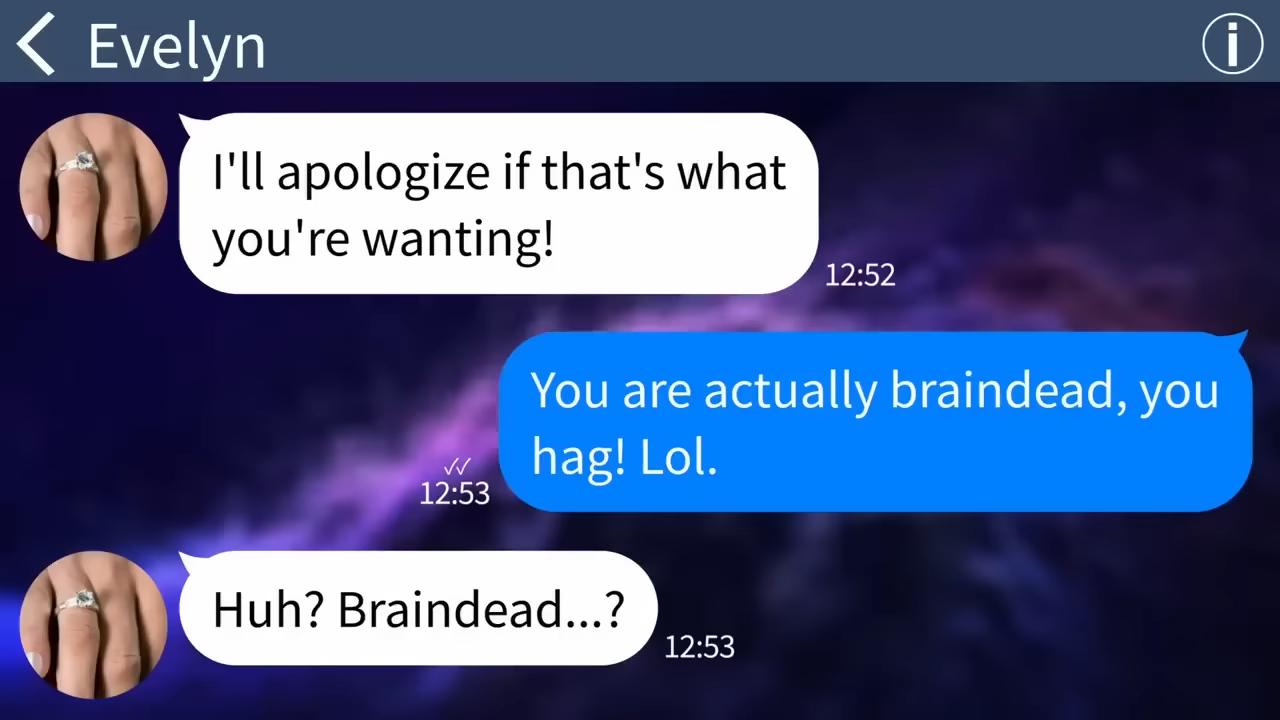 Evelyn
I'll apologize if that's what
you're wanting!
12:52
You are actually braindead, you
hag! Lol.
12:53
Huh? Braindead...?
12:53